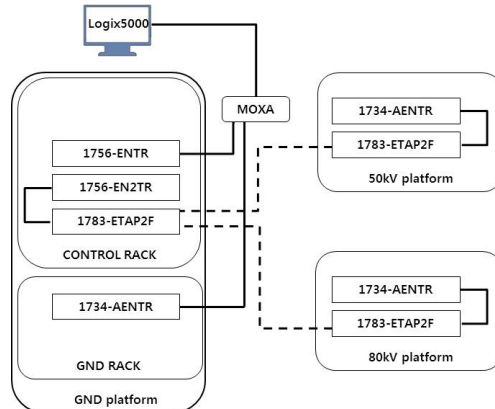 Logix5000
MOXA
1756-ENTR
1756-EN2TR
1783-ETAP2F
CONTROL RACK
1734-AENTR
GND RACK
GND platform
1734-AENTR
1783-ETAP2F
50kV platform
1734-AENTR
1783-ETAP2F
80kV platform